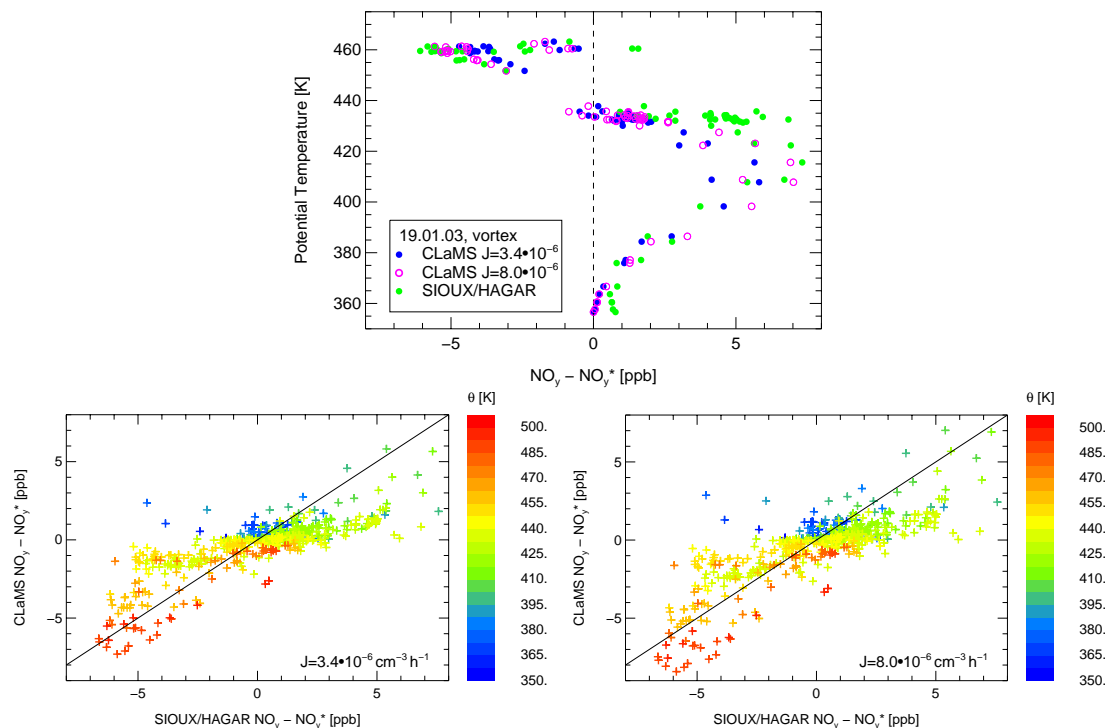 460
440
420
400
380
360
Potential Temperature [K]
19.01.03, vortex
CLaMS J=3.4•10⁻⁶
CLaMS J=8.0•10⁻⁶
SIOUX/HAGAR
−5 0 5
NOy − NOy* [ppb]
θ [K]
5
0
−5
CLaMS NOy − NOy* [ppb]
J=3.4•10⁻⁶ cm⁻³ h⁻¹
−5 0 5
SIOUX/HAGAR NOy − NOy* [ppb]
500.
485.
470.
455.
440.
425.
410.
395.
380.
365.
350.
θ [K]
5
0
−5
CLaMS NOy − NOy* [ppb]
J=8.0•10⁻⁶ cm⁻³ h⁻¹
−5 0 5
SIOUX/HAGAR NOy − NOy* [ppb]
500.
485.
470.
455.
440.
425.
410.
395.
380.
365.
350.